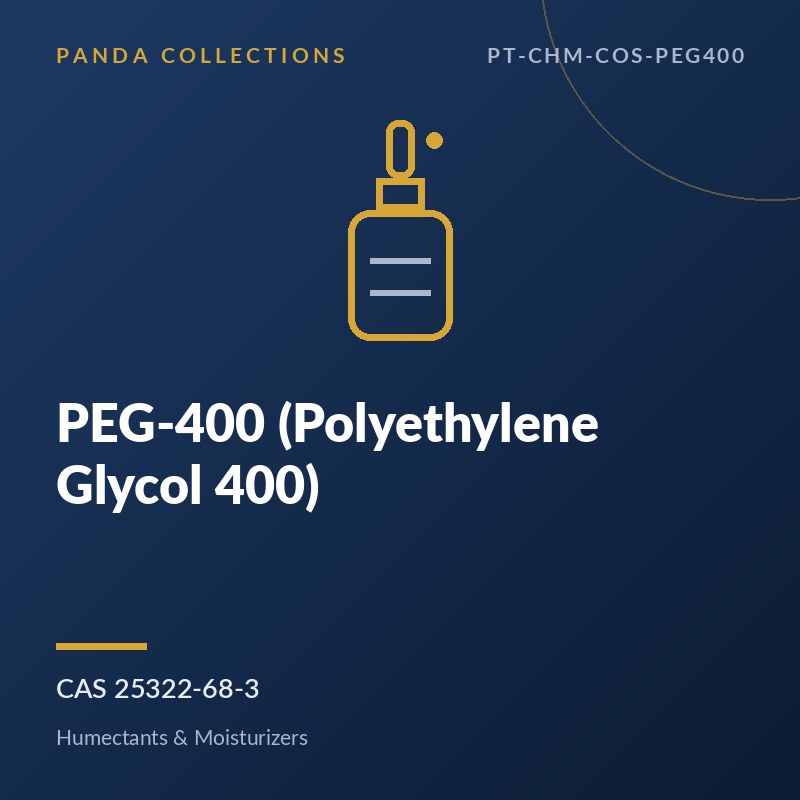 PANDA COLLECTIONS
PT-CHM-COS-PEG400
PEG-400 (Polyethylene
Glycol 400)
CAS 25322-68-3
Humectants & Moisturizers